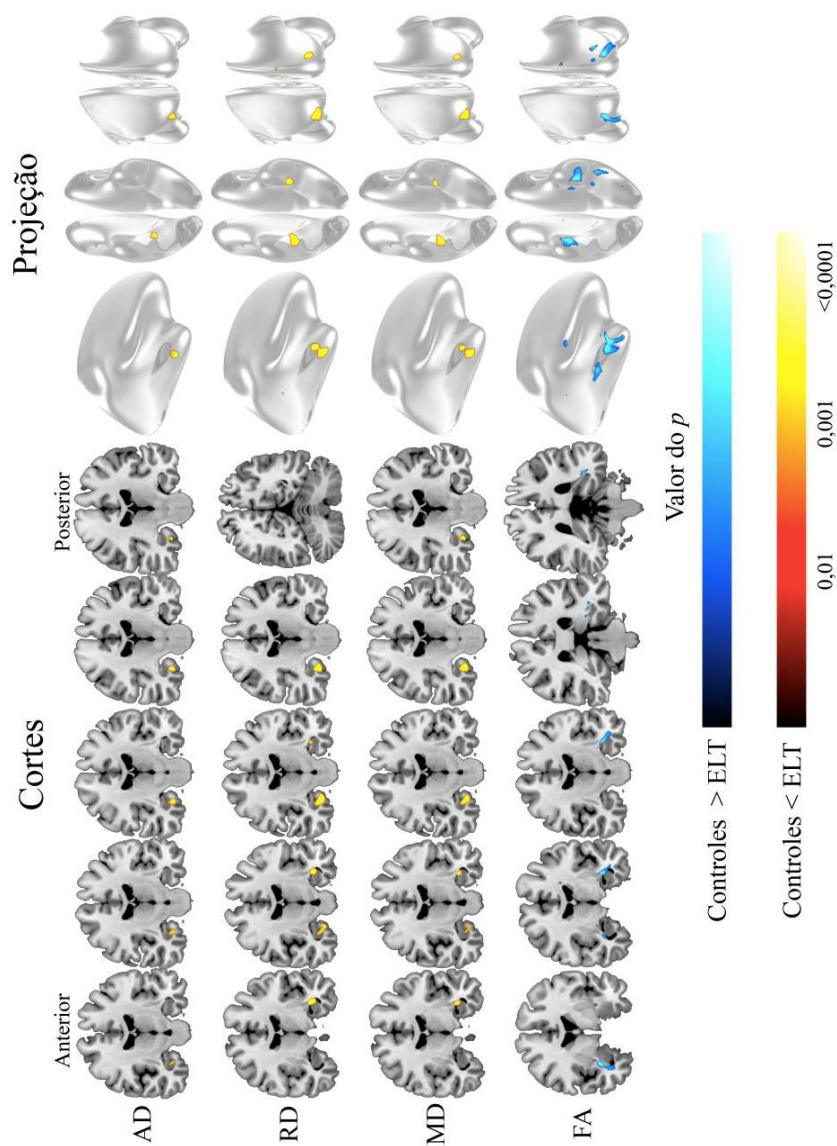 Cortes
Projeção
Anterior
Posterior
AD
RD
MD
FA
Valor do p
Controles > ELT
Controles < ELT
0,01
0,001
<0,0001